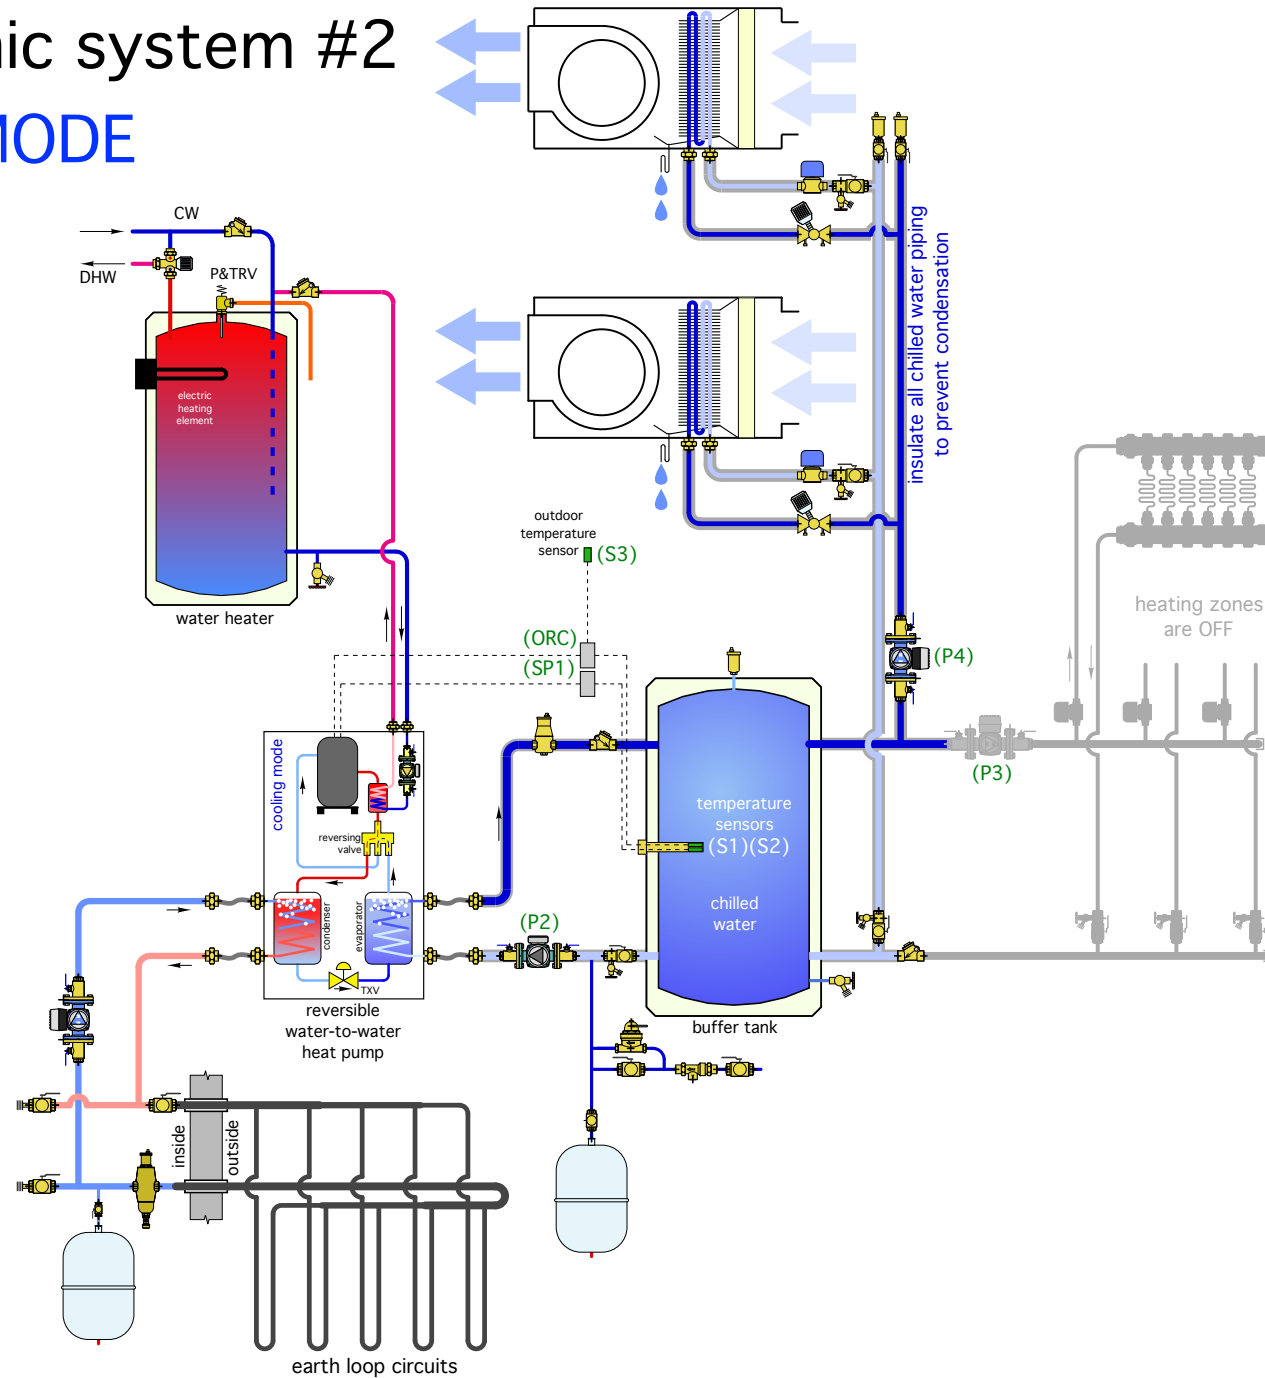 nic system #2
MODE
CW
DHW
P&TRV
electric
heating
element
water heater
insulate all chilled water piping
to prevent condensation
outdoor
temperature
sensor
(S3)
(ORC)
(SP1)
(P4)
heating zones
are OFF
(P3)
cooling mode
reversing
valve
condenser
evaporator
TXV
reversible
water-to-water
heat pump
(P2)
temperature
sensors
(S1)(S2)
chilled
water
buffer tank
inside
outside
earth loop circuits